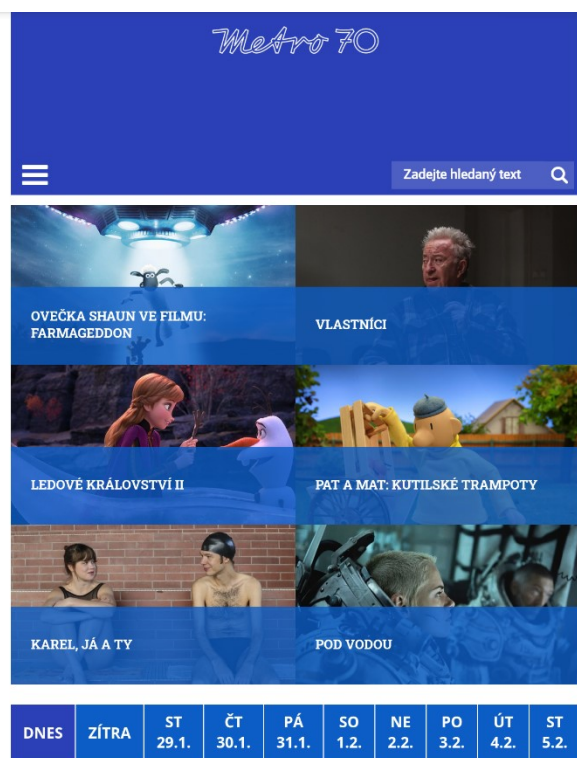 Metro 70
Zadejte hledaný text
OVEČKA SHAUN VE FILMU:
FARMAGEDDON
VLASTNÍCI
LEDOVÉ KRÁLOVSTVÍ II
PAT A MAT: KUTILSKÉ TRAMPOTY
KAREL, JÁ A TY
POD VODOU
DNES ZÍTRA ST ČT PÁ SO NE PO ÚT ST
29.1. 30.1. 31.1. 1.2. 2.2. 3.2. 4.2. 5.2.